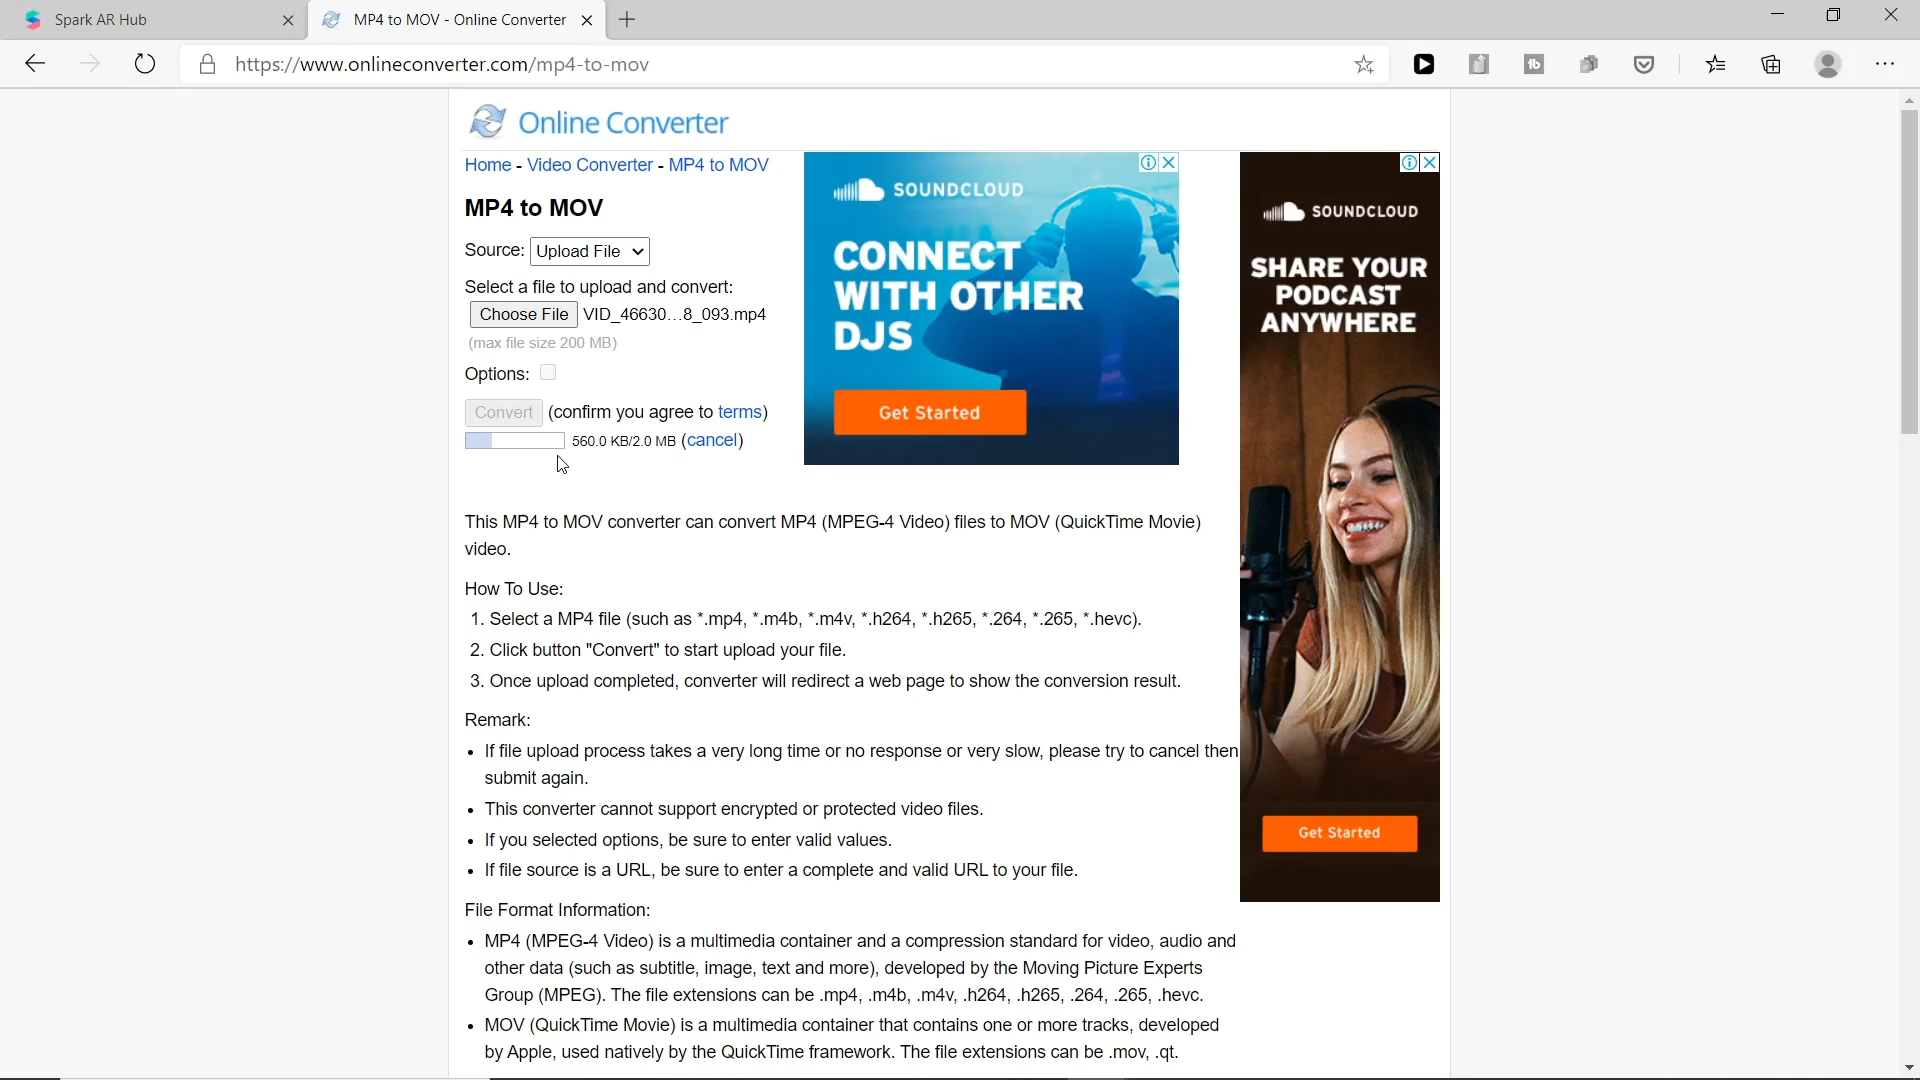 Spark AR Hub
MP4 to MOV - Online Converter
https://www.onlineconverter.com/mp4-to-mov
Online Converter
Home - Video Converter - MP4 to MOV
MP4 to MOV
Source: Upload File
Select a file to upload and convert:
Choose File VID_46630...8_093.mp4
(max file size 200 MB)
Options:
Convert (confirm you agree to terms)
560.0 KB/2.0 MB (cancel)
SOUNDCLOUD
CONNECT
WITH OTHER
DJS
Get Started
SOUNDCLOUD
SHARE YOUR
PODCAST
ANYWHERE
Get Started
This MP4 to MOV converter can convert MP4 (MPEG-4 Video) files to MOV (QuickTime Movie)
video.
How To Use:
1. Select a MP4 file (such as *.mp4, *.m4b, *.m4v, *.h264, *.h265, *.264, *.265, *.hevc).
2. Click button "Convert" to start upload your file.
3. Once upload completed, converter will redirect a web page to show the conversion result.
Remark:
• If file upload process takes a very long time or no response or very slow, please try to cancel then
submit again.
• This converter cannot support encrypted or protected video files.
• If you selected options, be sure to enter valid values.
• If file source is a URL, be sure to enter a complete and valid URL to your file.
File Format Information:
• MP4 (MPEG-4 Video) is a multimedia container and a compression standard for video, audio and
other data (such as subtitle, image, text and more), developed by the Moving Picture Experts
Group (MPEG). The file extensions can be .mp4, .m4b, .m4v, .h264, .h265, .264, .265, .hevc.
• MOV (QuickTime Movie) is a multimedia container that contains one or more tracks, developed
by Apple, used natively by the QuickTime framework. The file extensions can be .mov, .qt.